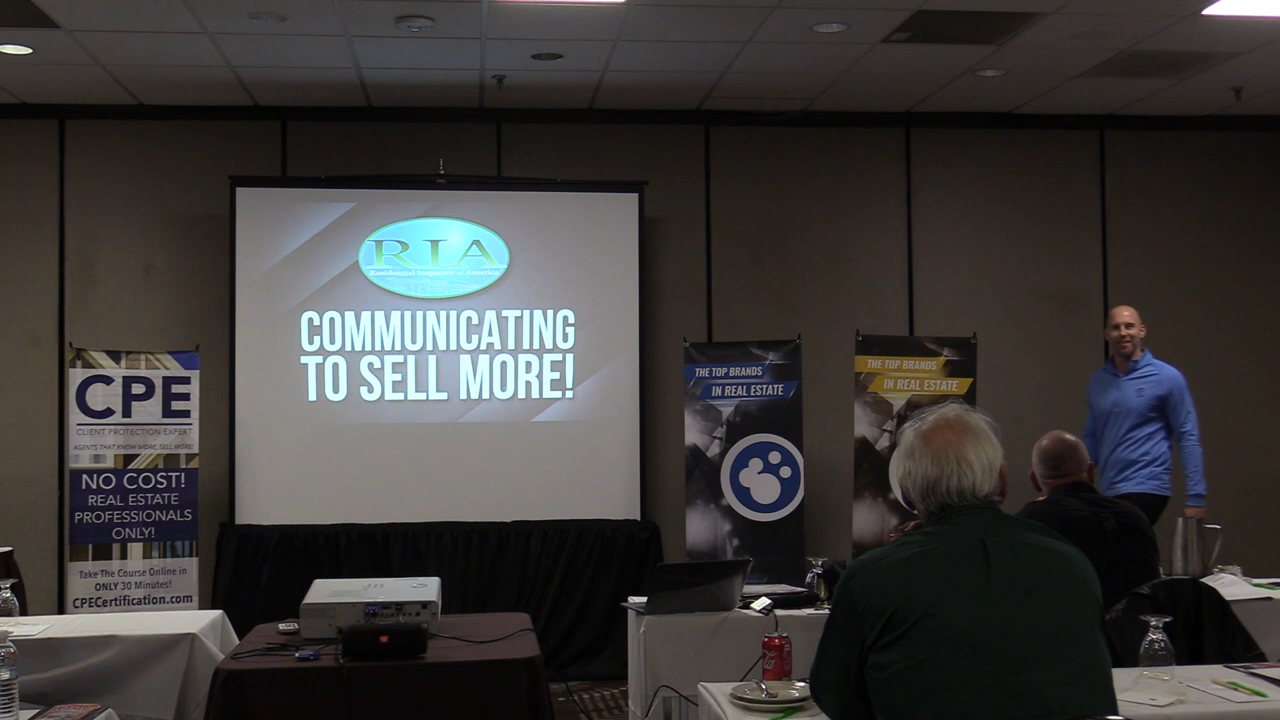 RIA
Residential Inspector of America
COMMUNICATING
TO SELL MORE!
CPE
CLIENT PROTECTION EXPERT
AGENTS THAT KNOW MORE, SELL MORE!
NO COST!
REAL ESTATE
PROFESSIONALS
ONLY!
Take The Course Online in
ONLY 30 Minutes!
CPECertification.com
THE TOP BRANDS
IN REAL ESTATE
THE TOP BRANDS
IN REAL ESTATE